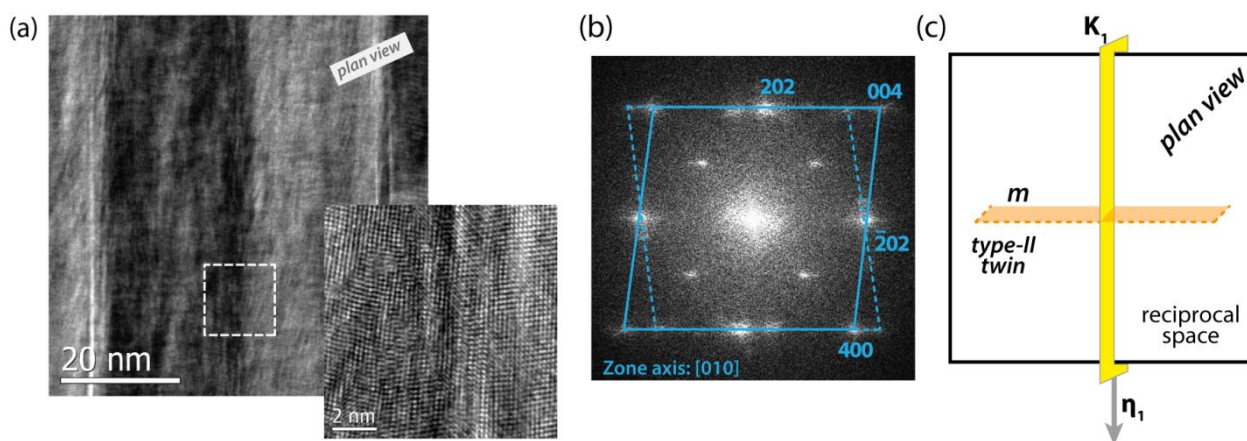 (a)
plan view
20 nm
2 nm
(b)
202
004
2̅02
400
Zone axis: [010]
(c)
K₁
plan view
m
type-II
twin
reciprocal
space
η₁